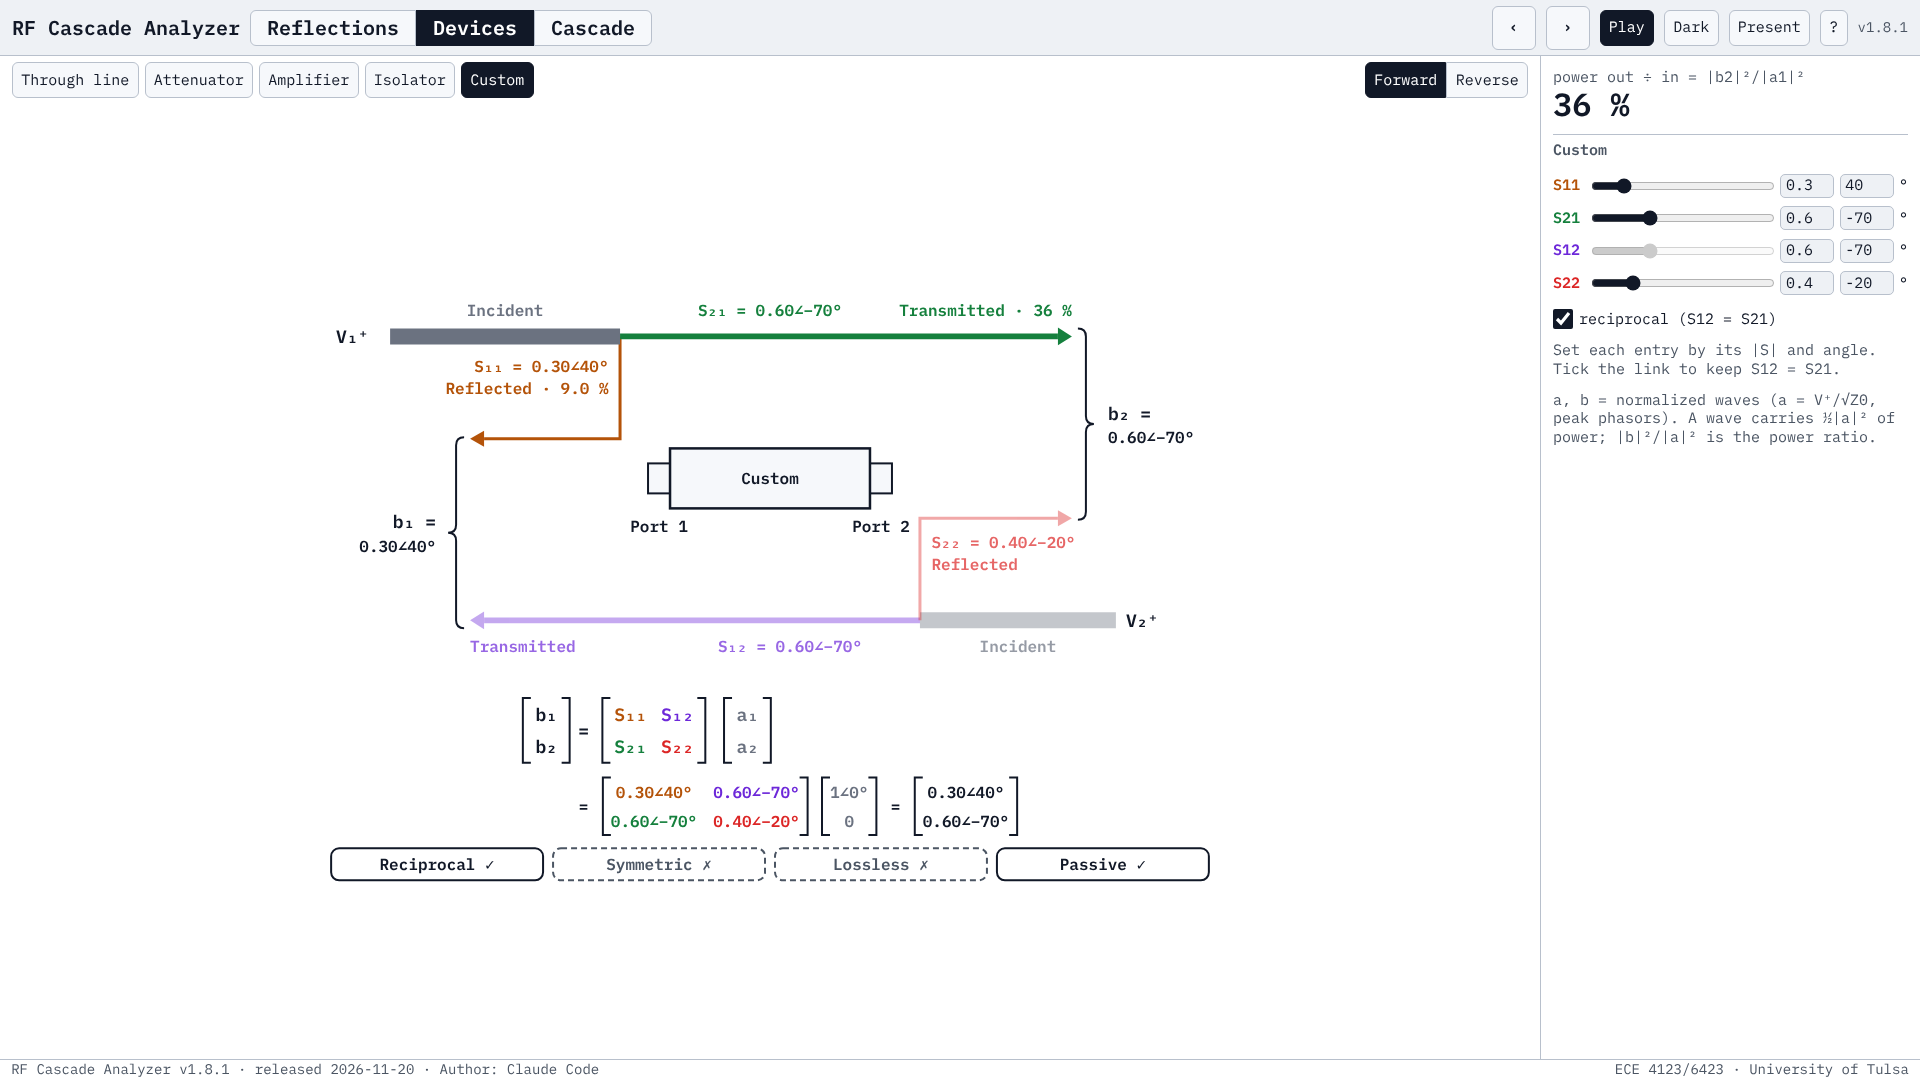 RF Cascade Analyzer Reflections Devices Cascade ‹ › Play Dark Present ? v1.8.1
Through line Attenuator Amplifier Isolator Custom Forward Reverse
power out ÷ in = |b2|²/|a1|²
36 %
Custom
S11 0.3 40 °
S21 0.6 -70 °
S12 0.6 -70 °
S22 0.4 -20 °
reciprocal (S12 = S21)
Set each entry by its |S| and angle.
Tick the link to keep S12 = S21.
a, b = normalized waves (a = V⁺/√Z0,
peak phasors). A wave carries ½|a|² of
power; |b|²/|a|² is the power ratio.
Incident S₂₁ = 0.60∠−70° Transmitted · 36 %
V₁⁺
S₁₁ = 0.30∠40°
Reflected · 9.0 %
b₂ =
0.60∠−70°
Custom
Port 1 Port 2
b₁ =
0.30∠40°
S₂₂ = 0.40∠−20°
Reflected
V₂⁺
Transmitted S₁₂ = 0.60∠−70° Incident
b₁ S₁₁ S₁₂ a₁
=
b₂ S₂₁ S₂₂ a₂
0.30∠40° 0.60∠−70° 1∠0° 0.30∠40°
= =
0.60∠−70° 0.40∠−20° 0 0.60∠−70°
Reciprocal ✓ Symmetric ✗ Lossless ✗ Passive ✓
RF Cascade Analyzer v1.8.1 · released 2026-11-20 · Author: Claude Code ECE 4123/6423 · University of Tulsa